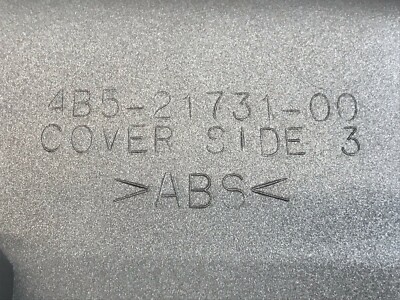 4B5-21731-00
COVER SIDE 3
>ABS<